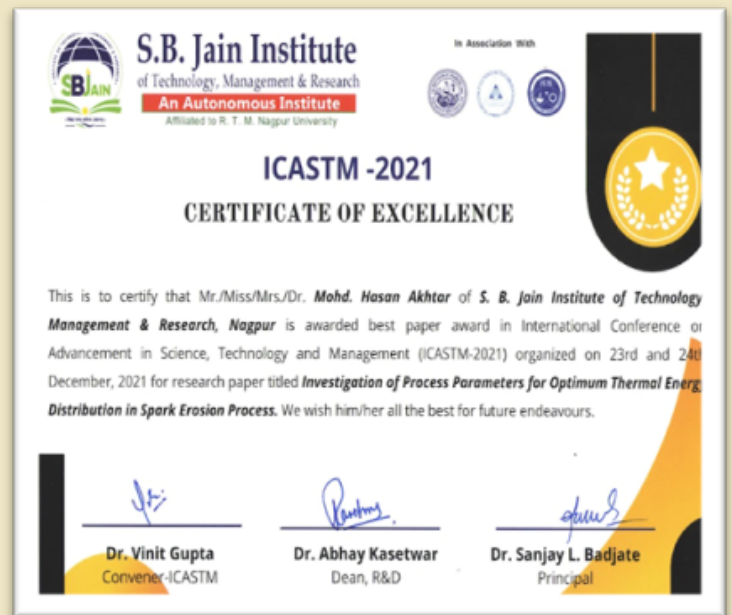 S.B. Jain Institute
of Technology, Management & Research
An Autonomous Institute
Affiliated to R. T. M. Nagpur University
SBJAIN
In Association With
ICASTM -2021
CERTIFICATE OF EXCELLENCE
This is to certify that Mr./Miss/Mrs./Dr. Mohd. Hasan Akhtar of S. B. Jain Institute of Technology
Management & Research, Nagpur is awarded best paper award in International Conference or
Advancement in Science, Technology and Management (ICASTM-2021) organized on 23rd and 24th
December, 2021 for research paper titled Investigation of Process Parameters for Optimum Thermal Energy
Distribution in Spark Erosion Process. We wish him/her all the best for future endeavours.
Dr. Vinit Gupta
Convener-ICASTM
Dr. Abhay Kasetwar
Dean, R&D
Dr. Sanjay L. Badjate
Principal